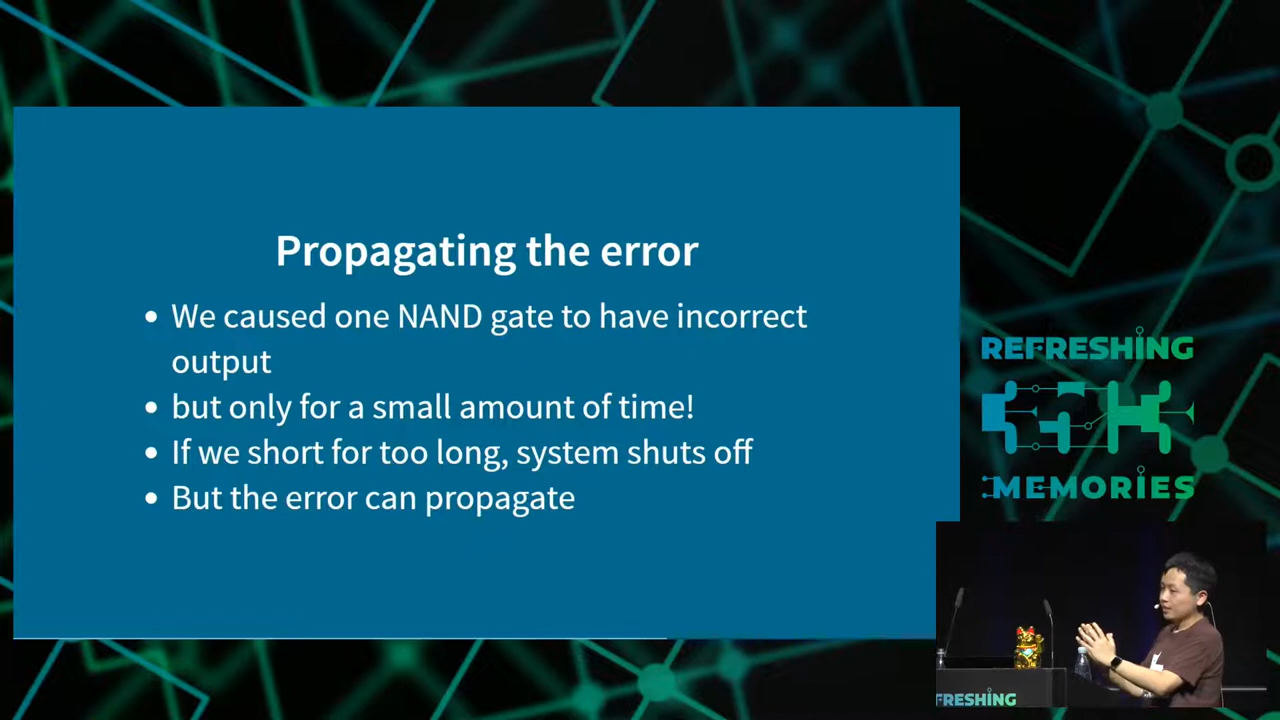 Propagating the error
We caused one NAND gate to have incorrect
output
but only for a small amount of time!
If we short for too long, system shuts off
But the error can propagate
REFRESHING
MEMORIES
FRESHING